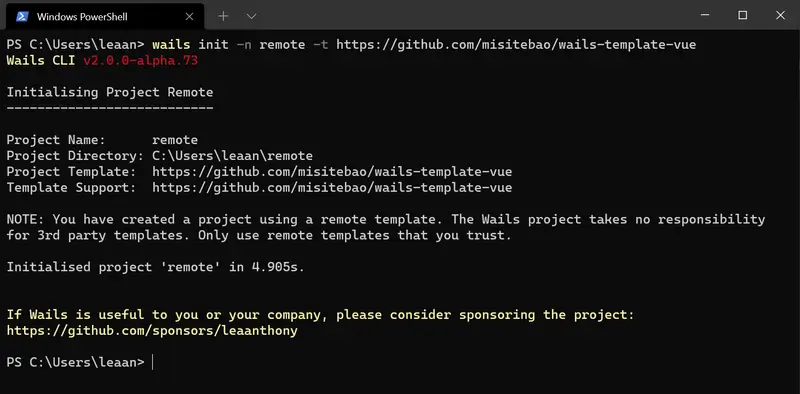 Windows PowerShell
PS C:\Users\leaan> wails init -n remote -t https://github.com/misitebao/wails-template-vue
Wails CLI v2.0.0-alpha.73
Initialising Project Remote
---------------------------
Project Name: remote
Project Directory: C:\Users\leaan\remote
Project Template: https://github.com/misitebao/wails-template-vue
Template Support: https://github.com/misitebao/wails-template-vue
NOTE: You have created a project using a remote template. The Wails project takes no responsibility
for 3rd party templates. Only use remote templates that you trust.
Initialised project 'remote' in 4.905s.
If Wails is useful to you or your company, please consider sponsoring the project:
https://github.com/sponsors/leaanthony
PS C:\Users\leaan>